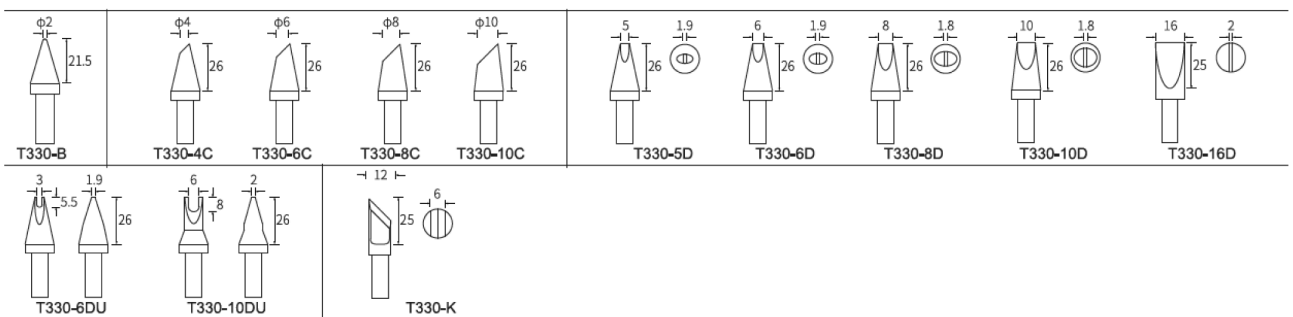 φ2 φ4 φ6 φ8 φ10 5 1.9 6 1.9 8 1.8 10 1.8 16 2
21.5 26 26 26 26 26 26 26 26 25
T330-B T330-4C T330-6C T330-8C T330-10C T330-5D T330-6D T330-8D T330-10D T330-16D
3 1.9 6 2 12 6
5.5 26 8 26 25
T330-6DU T330-10DU T330-K